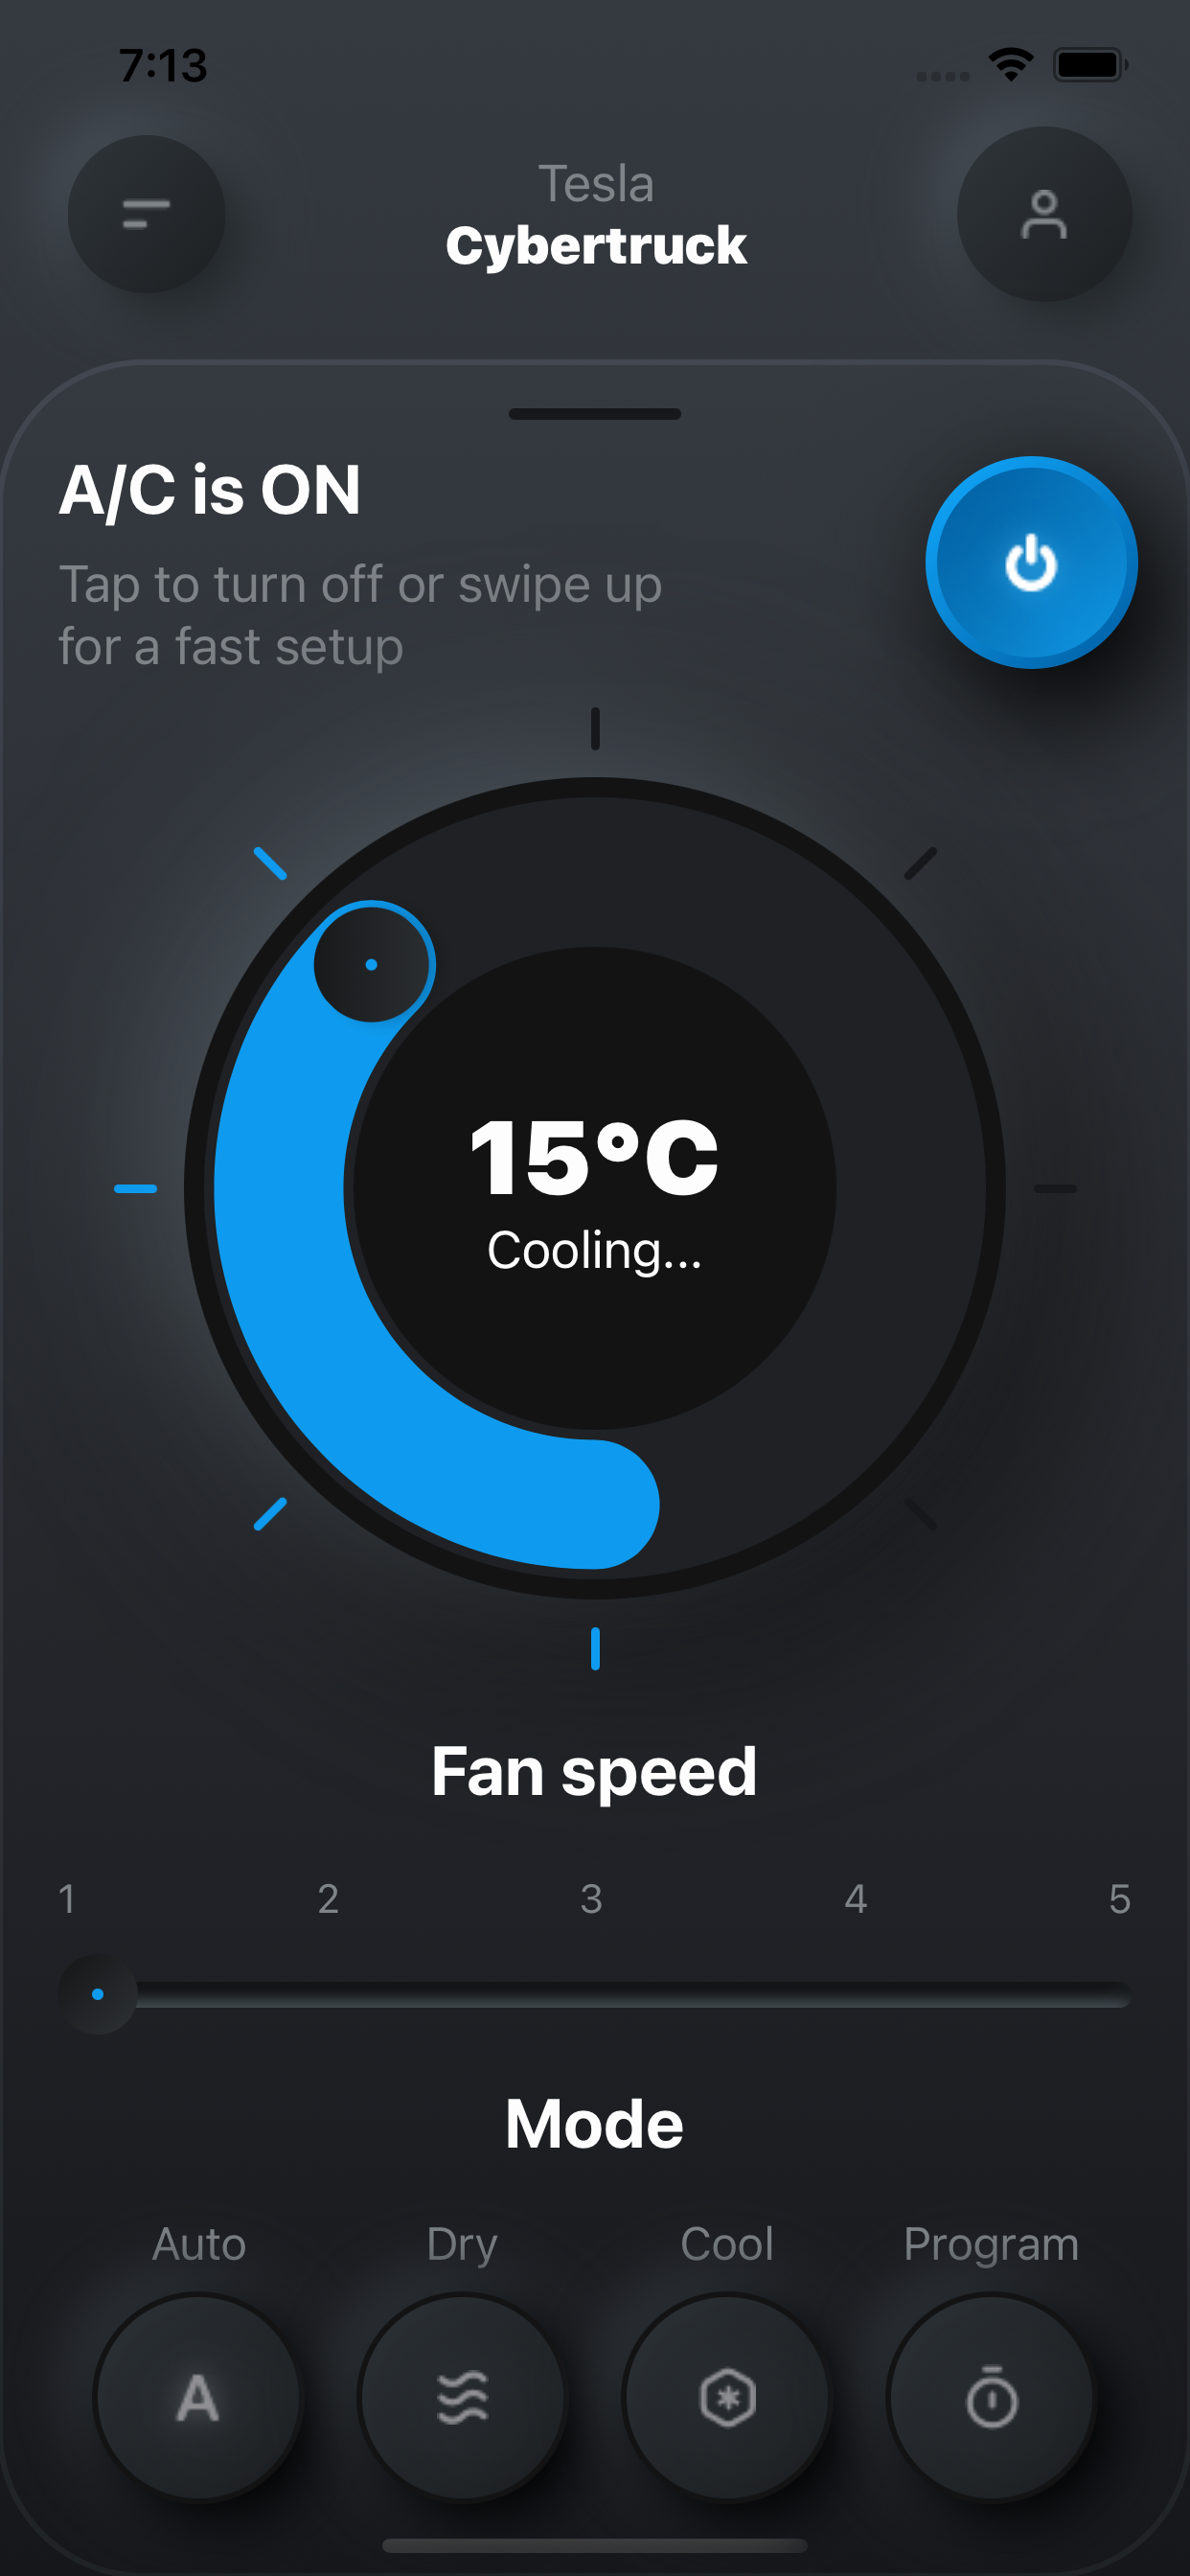 7:13
Tesla
Cybertruck
A/C is ON
Tap to turn off or swipe up
for a fast setup
15°C
Cooling...
Fan speed
1 2 3 4 5
Mode
Auto Dry Cool Program
A